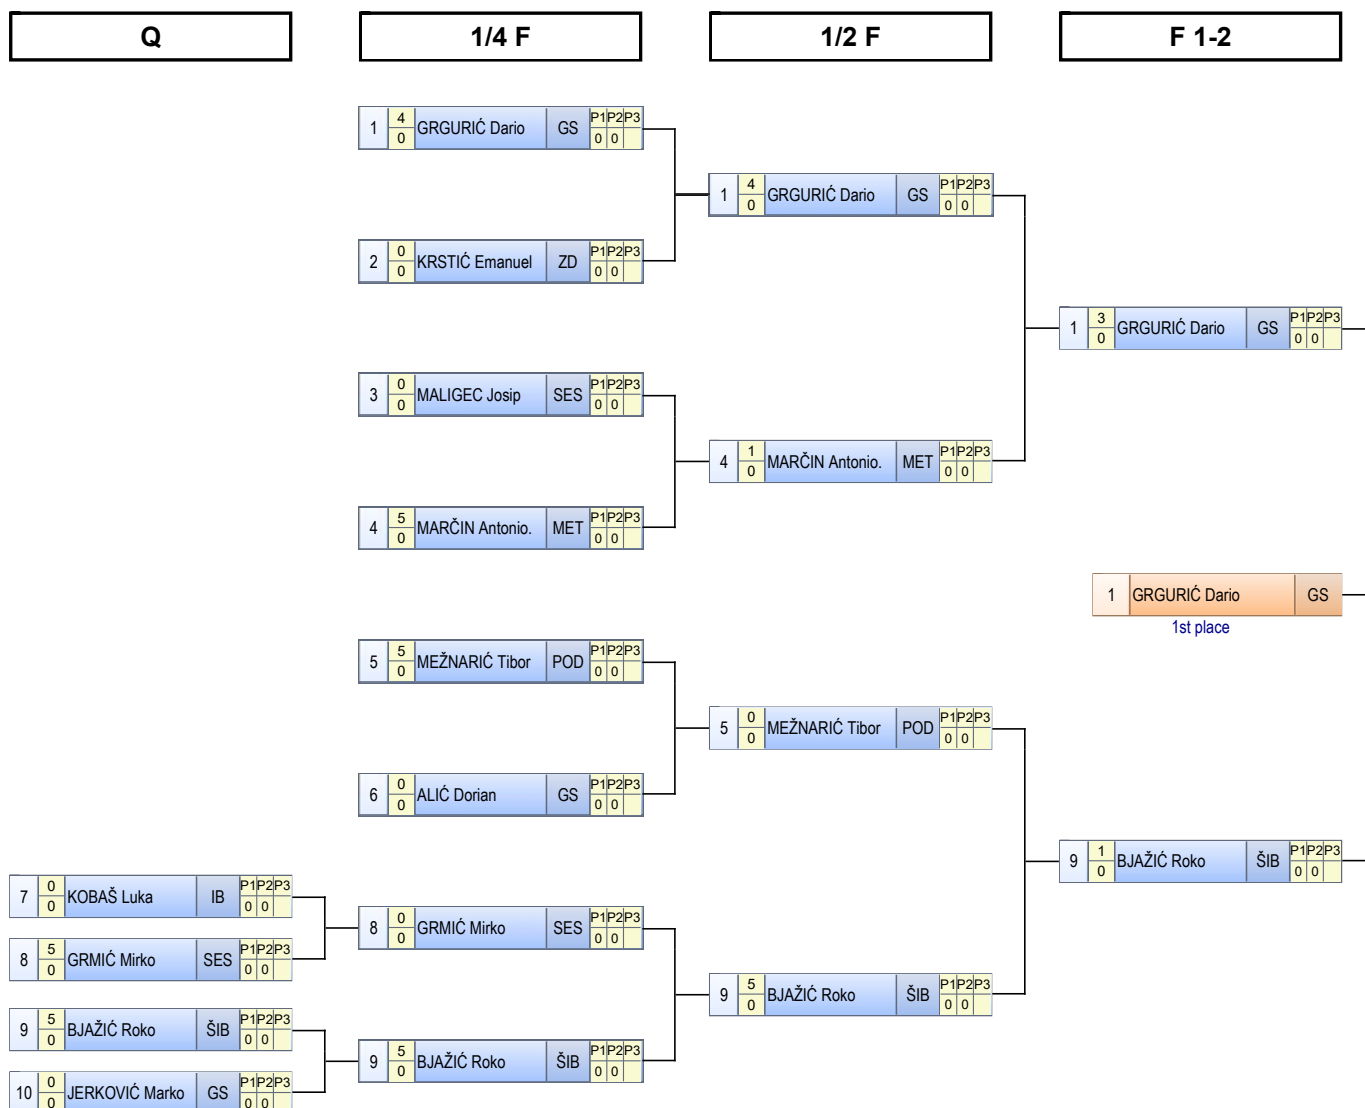 Q 1/4 F 1/2 F F 1-2
1 4 0 GRGURIĆ Dario GS P1 P2 P3 0 0
1 4 0 GRGURIĆ Dario GS P1 P2 P3 0 0
2 0 0 KRSTIĆ Emanuel ZD P1 P2 P3 0 0
1 3 0 GRGURIĆ Dario GS P1 P2 P3 0 0
3 0 0 MALIGEC Josip SES P1 P2 P3 0 0
4 1 0 MARČIN Antonio. MET P1 P2 P3 0 0
4 5 0 MARČIN Antonio. MET P1 P2 P3 0 0
1 GRGURIĆ Dario GS
1st place
5 5 0 MEŽNARIĆ Tibor POD P1 P2 P3 0 0
5 0 0 MEŽNARIĆ Tibor POD P1 P2 P3 0 0
6 0 0 ALIĆ Dorian GS P1 P2 P3 0 0
9 1 0 BJAŽIĆ Roko ŠIB P1 P2 P3 0 0
7 0 0 KOBAŠ Luka IB P1 P2 P3 0 0
8 0 0 GRMIĆ Mirko SES P1 P2 P3 0 0
8 5 0 GRMIĆ Mirko SES P1 P2 P3 0 0
9 5 0 BJAŽIĆ Roko ŠIB P1 P2 P3 0 0
9 5 0 BJAŽIĆ Roko ŠIB P1 P2 P3 0 0
9 5 0 BJAŽIĆ Roko ŠIB P1 P2 P3 0 0
10 0 0 JERKOVIĆ Marko GS P1 P2 P3 0 0